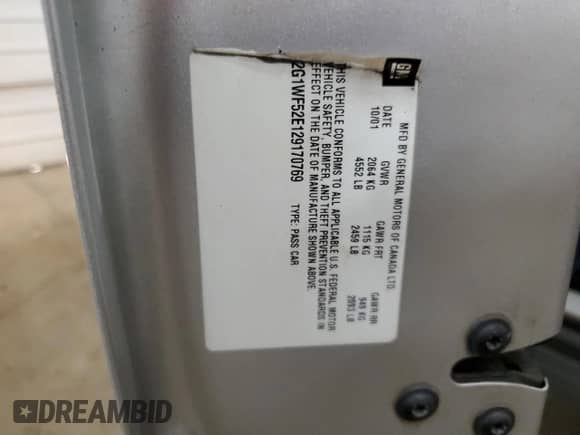 GM
MFD BY GENERAL MOTORS OF CANADA LTD.
DATE GVWR GAWR FRT GAWR RR
10/01 2064 KG 1115 KG 949 KG
4552 LB 2459 LB 2093 LB
THIS VEHICLE CONFORMS TO ALL APPLICABLE U.S. FEDERAL MOTOR
VEHICLE SAFETY, BUMPER, AND THEFT PREVENTION STANDARDS IN
EFFECT ON THE DATE OF MANUFACTURE SHOWN ABOVE.
2G1WF52E129170769 TYPE: PASS CAR
DREAMBID